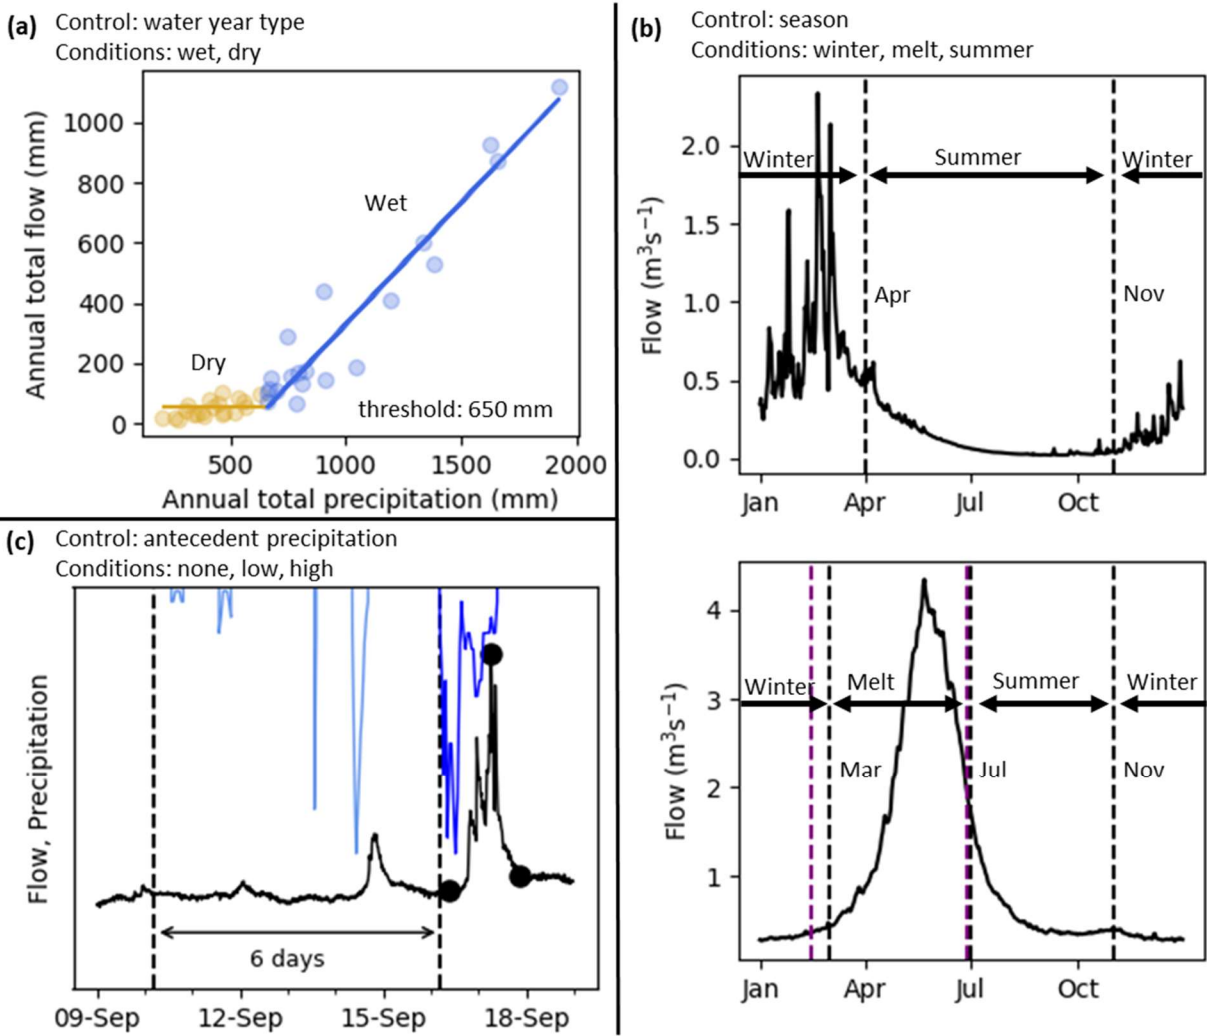 (a) Control: water year type
Conditions: wet, dry
Annual total flow (mm)
1000
800
600
400
200
0
Wet
Dry
threshold: 650 mm
500 1000 1500 2000
Annual total precipitation (mm)
(b) Control: season
Conditions: winter, melt, summer
Flow (m³s⁻¹)
2.0
1.5
1.0
0.5
0.0
Winter Summer Winter
Apr Nov
Jan Apr Jul Oct
Flow (m³s⁻¹)
4
3
2
1
Winter Melt Summer Winter
Mar Jul Nov
Jan Apr Jul Oct
(c) Control: antecedent precipitation
Conditions: none, low, high
Flow, Precipitation
6 days
09-Sep 12-Sep 15-Sep 18-Sep